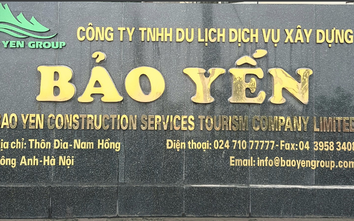 YEN GROUP
CÔNG TY TNHH DU LỊCH DỊCH VỤ XÂY DỰNG
BẢO YẾN
AO YEN CONSTRUCTION SERVICES TOURISM COMPANY LIMITE
ịa chỉ: Thôn Dìa-Nam Hồng
Điện thoại: 024 710 77777-Fax:04 3958 3408
ông Anh-Hà Nội
Email: info@baoyengroup.com